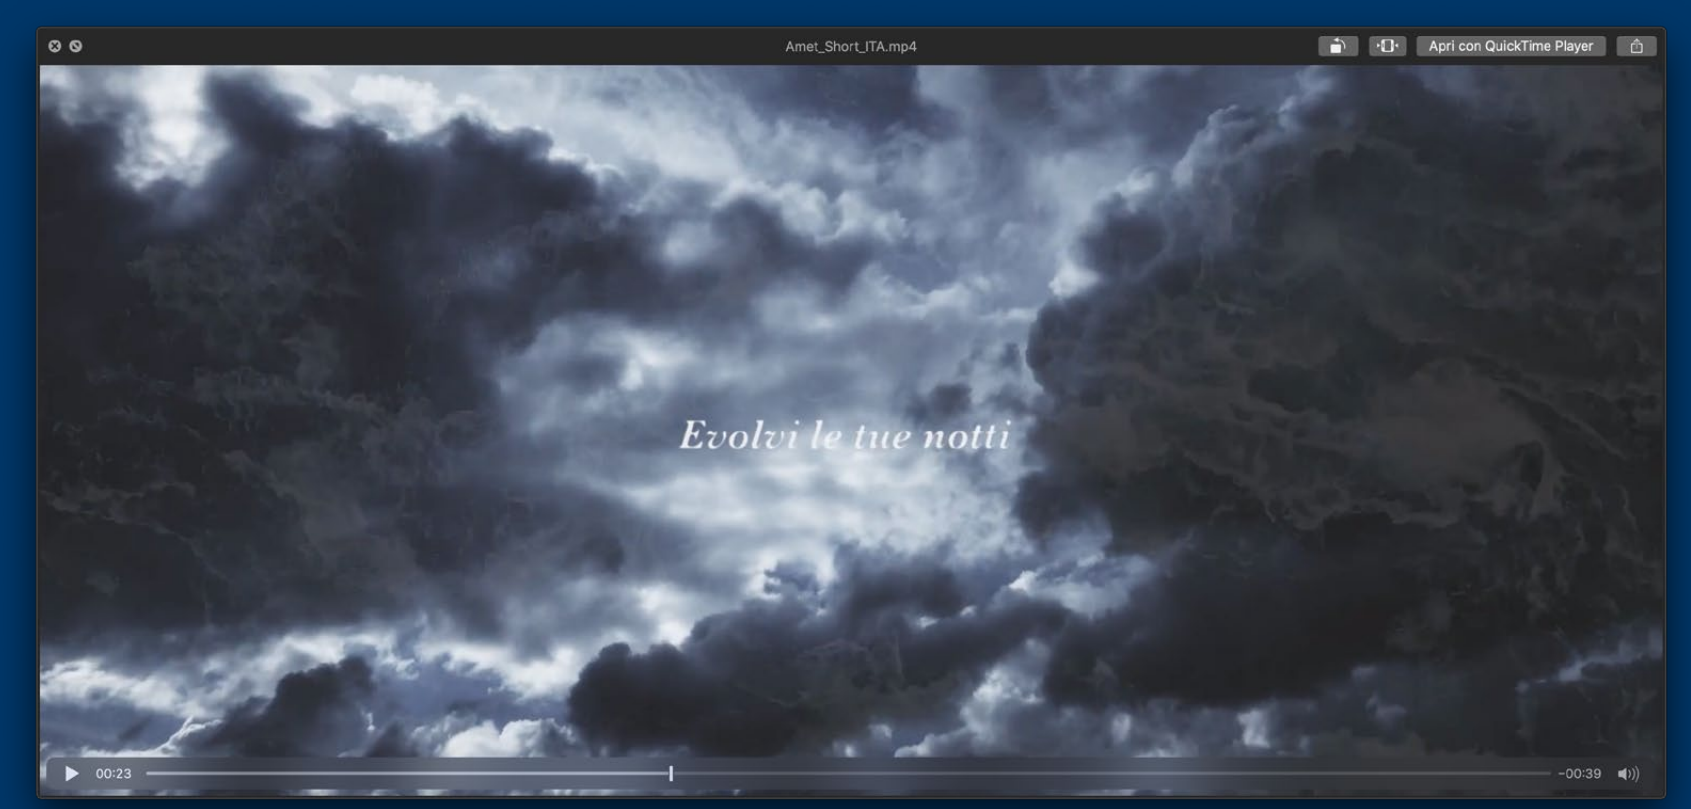 Amet_Short_ITA.mp4
Apri con QuickTime Player
Evolvi le tue notti
00:23
-00:39